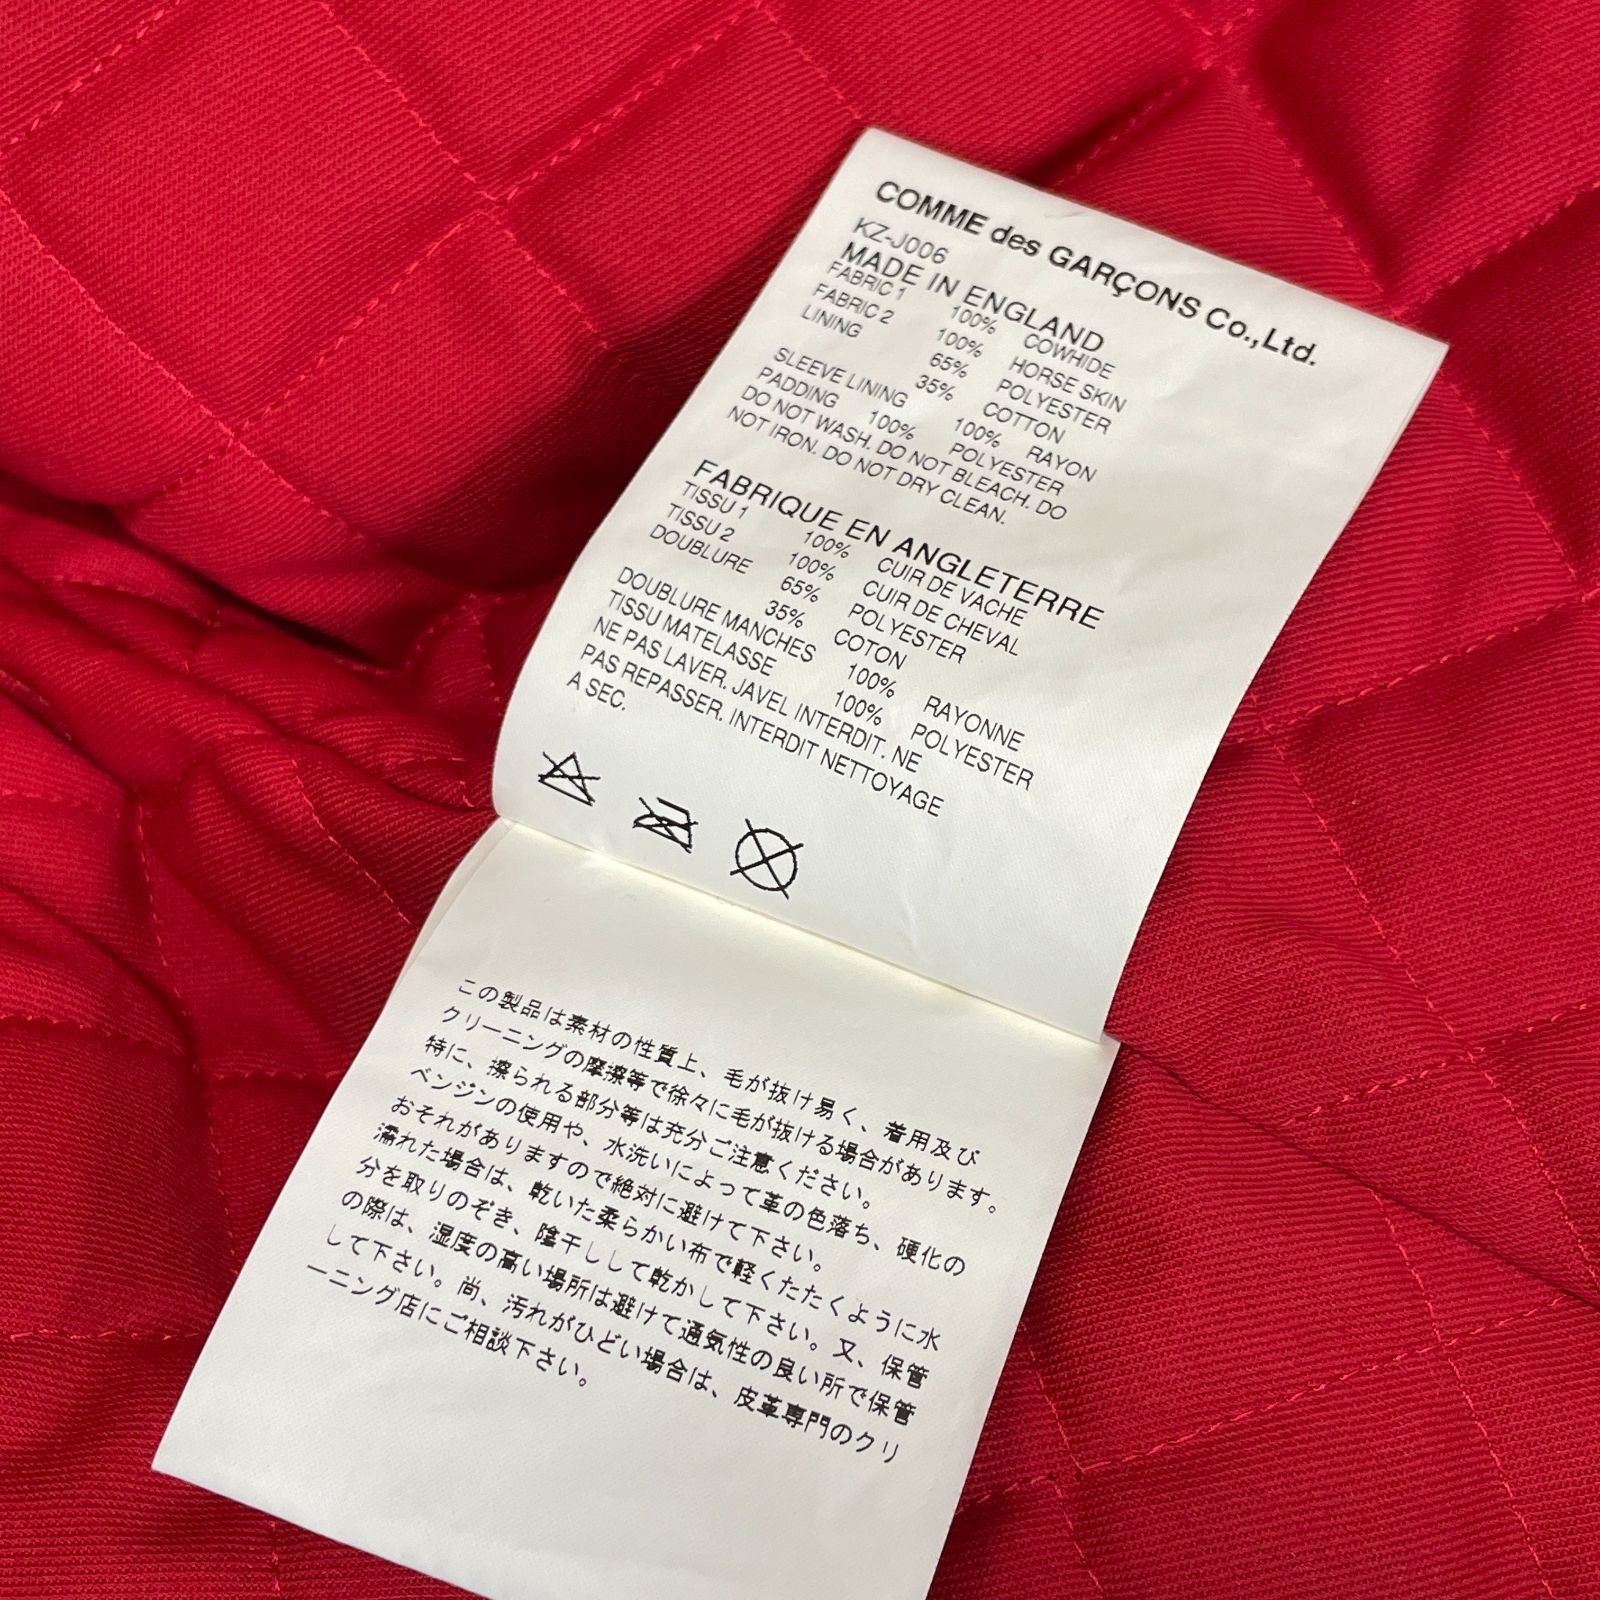 COMME des GARÇONS Co.,Ltd.
KZ-J006
MADE IN ENGLAND
FABRIC 1 100% COWHIDE
FABRIC 2 100% HORSE SKIN
LINING 65% POLYESTER
35% COTTON
SLEEVE LINING 100% RAYON
PADDING 100% POLYESTER
DO NOT WASH. DO NOT BLEACH. DO
NOT IRON. DO NOT DRY CLEAN.
FABRIQUE EN ANGLETERRE
TISSU 1 100% CUIR DE VACHE
TISSU 2 100% CUIR DE CHEVAL
DOUBLURE 65% POLYESTER
35% COTON
DOUBLURE MANCHES 100% RAYONNE
TISSU MATELASSE 100% POLYESTER
NE PAS LAVER. JAVEL INTERDIT. NE
PAS REPASSER. INTERDIT NETTOYAGE
A SEC.
この製品は素材の性質上、毛が抜け易く、着用及び
クリーニングの摩擦等で徐々に毛が抜ける場合があります。
特に、擦られる部分等は充分ご注意ください。
ベンジンの使用や、水洗いによって革の色落ち、硬化の
おそれがありますので絶対に避けて下さい。
濡れた場合は、乾いた柔らかい布で軽くたたくように水
分を取りのぞき、陰干しして乾かして下さい。又、保管
の際は、湿度の高い場所は避けて通気性の良い所で保管
して下さい。尚、汚れがひどい場合は、皮革専門のクリ
ーニング店にご相談下さい。